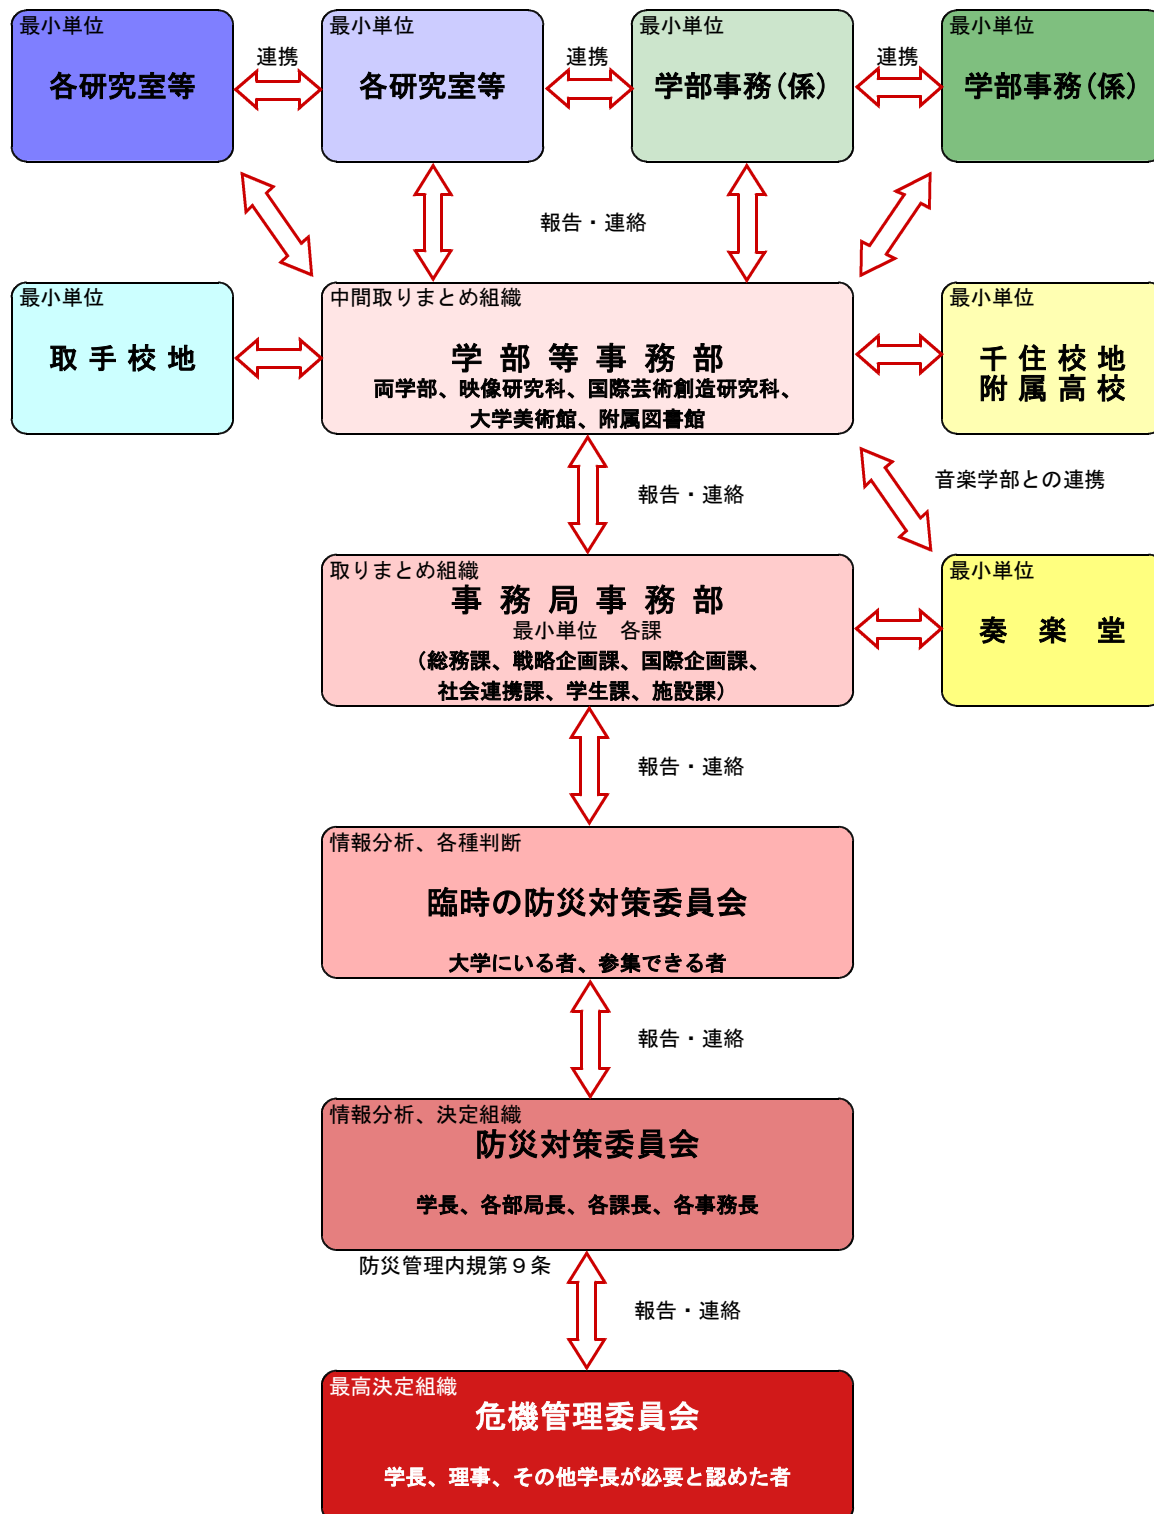 最小単位
各研究室等
連携
最小単位
各研究室等
連携
最小単位
学部事務（係）
連携
最小単位
学部事務（係）
報告・連絡
最小単位
取手校地
中間取りまとめ組織
学部等事務部
両学部、映像研究科、国際芸術創造研究科、
大学美術館、附属図書館
最小単位
千住校地
附属高校
報告・連絡
音楽学部との連携
取りまとめ組織
事務局事務部
最小単位　各課
（総務課、戦略企画課、国際企画課、
社会連携課、学生課、施設課）
最小単位
奏楽堂
報告・連絡
情報分析、各種判断
臨時の防災対策委員会
大学にいる者、参集できる者
報告・連絡
情報分析、決定組織
防災対策委員会
学長、各部局長、各課長、各事務長
防災管理内規第９条
報告・連絡
最高決定組織
危機管理委員会
学長、理事、その他学長が必要と認めた者